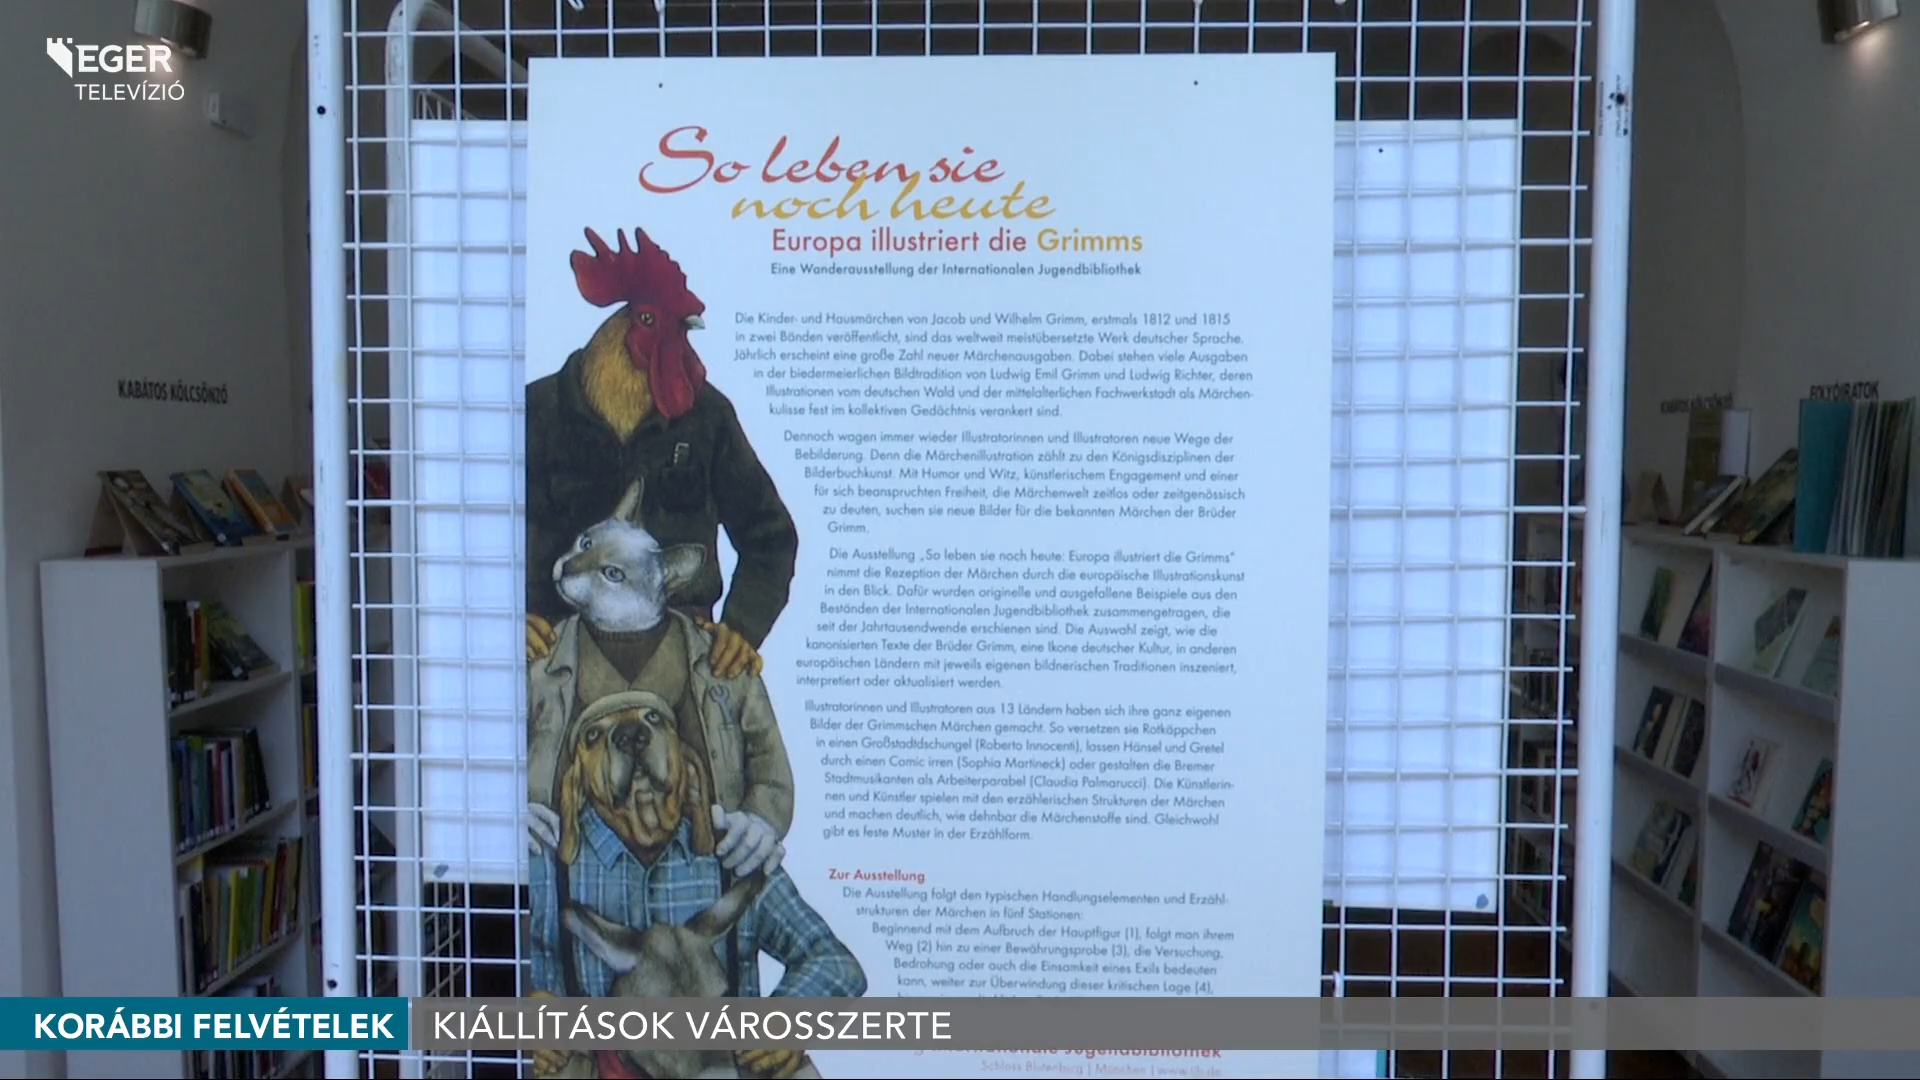 EGER
TELEVÍZIÓ
So leben sie
noch heute
Europa illustriert die Grimms
Eine Wanderausstellung der Internationalen Jugendbibliothek
Die Kinder- und Hausmärchen von Jacob und Wilhelm Grimm, erstmals 1812 und 1815
in zwei Bänden veröffentlicht, sind das weltweit meistübersetzte Werk deutscher Sprache.
Jährlich erscheint eine große Zahl neuer Märchenausgaben. Dabei stehen viele Ausgaben
in der biedermeierlichen Bildtradition von Ludwig Emil Grimm und Ludwig Richter, deren
Illustrationen vom deutschen Wald und der mittelalterlichen Fachwerkstadt als Märchen-
kulisse fest im kollektiven Gedächtnis verankert sind.
Dennoch wagen immer wieder Illustratorinnen und Illustratoren neue Wege der
Bebilderung. Denn die Märchenillustration zählt zu den Königsdisziplinen der
Bilderbuchkunst. Mit Humor und Witz, künstlerischem Engagement und einer
für sich beanspruchten Freiheit, die Märchenwelt zeitlos oder zeitgenössisch
zu deuten, suchen sie neue Bilder für die bekannten Märchen der Brüder
Grimm.
Die Ausstellung „So leben sie noch heute: Europa illustriert die Grimms“
nimmt die Rezeption der Märchen durch die europäische Illustrationskunst
in den Blick. Dafür wurden originelle und ausgefallene Beispiele aus den
Beständen der Internationalen Jugendbibliothek zusammengetragen, die
seit der Jahrtausendwende erschienen sind. Die Auswahl zeigt, wie die
kanonisierten Texte der Brüder Grimm, eine Ikone deutscher Kultur, in anderen
europäischen Ländern mit jeweils eigenen bildnerischen Traditionen inszeniert,
interpretiert oder aktualisiert werden.
Illustratorinnen und Illustratoren aus 13 Ländern haben sich ihre ganz eigenen
Bilder der Grimmschen Märchen gemacht. So versetzen sie Rotkäppchen
in einen Großstadtdschungel (Roberto Innocenti), lassen Hänsel und Gretel
durch einen Comic irren (Sophia Martineck) oder gestalten die Bremer
Stadtmusikanten als Arbeiterparabel (Claudia Palmarucci). Die Künstlerin-
nen und Künstler spielen mit den erzählerischen Strukturen der Märchen
und machen deutlich, wie dehnbar die Märchenstoffe sind. Gleichwohl
gibt es feste Muster in der Erzählform.
Zur Ausstellung
Die Ausstellung folgt den typischen Handlungselementen und Erzähl-
strukturen der Märchen in fünf Stationen:
Beginnend mit dem Aufbruch der Hauptfigur (1), folgt man ihrem
Weg (2) hin zu einer Bewährungsprobe (3), die Versuchung,
Bedrohung oder auch die Einsamkeit eines Exils bedeuten
kann, weiter zur Überwindung dieser kritischen Lage (4),
Internationale Jugendbibliothek
Schloss Blutenburg | München | www.ijb.de
KABÁTOS KÖLCSÖNZŐ
FOLYÓIRATOK
KORÁBBI FELVÉTELEK
KIÁLLÍTÁSOK VÁROSSZERTE